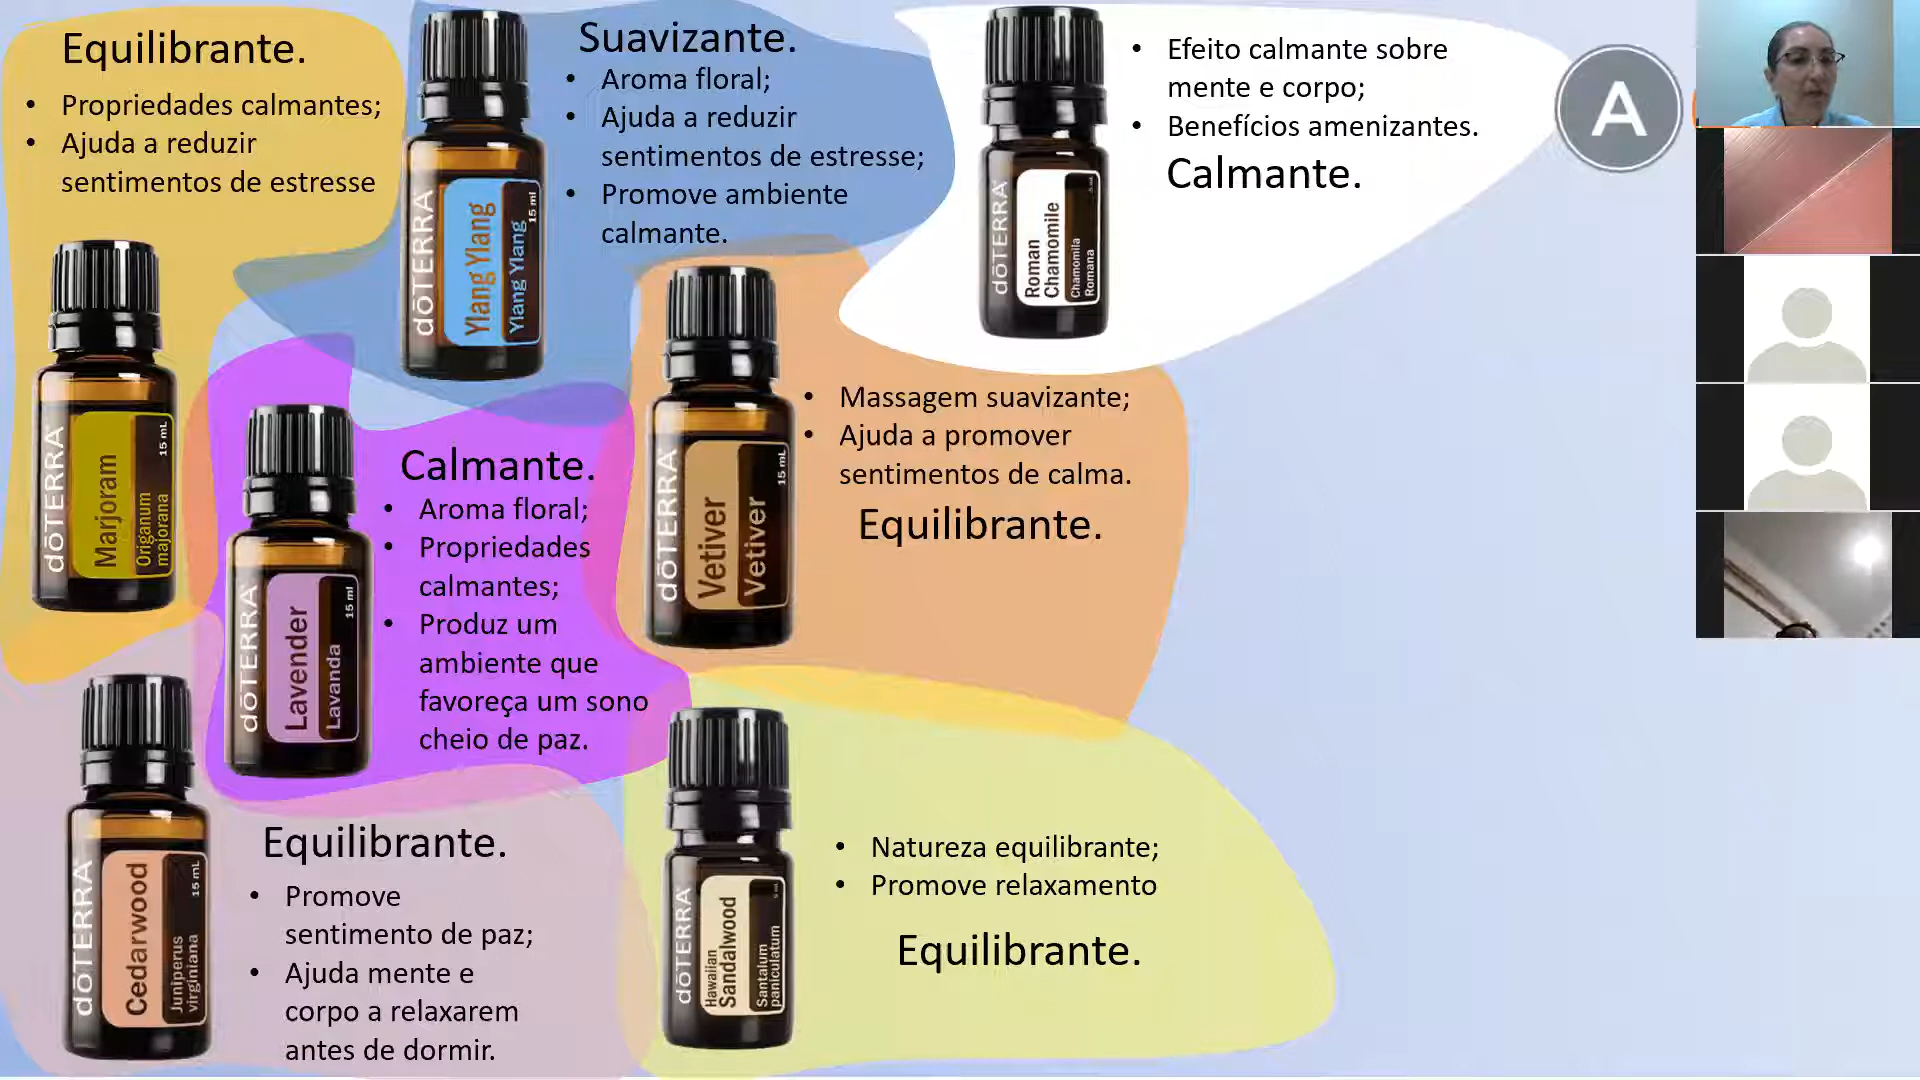 Equilibrante.
• Propriedades calmantes;
• Ajuda a reduzir
sentimentos de estresse
dōTERRA
Marjoram
Origanum
majorana
15 mL
Suavizante.
• Aroma floral;
• Ajuda a reduzir
sentimentos de estresse;
• Promove ambiente
calmante.
dōTERRA
Ylang Ylang
Ylang Ylang
15 ml
• Efeito calmante sobre
mente e corpo;
• Benefícios amenizantes.
Calmante.
dōTERRA
Roman
Chamomile
Chamomila
Romana
A
Calmante.
• Aroma floral;
• Propriedades
calmantes;
• Produz um
ambiente que
favoreça um sono
cheio de paz.
dōTERRA
Lavender
Lavanda
15 ml
• Massagem suavizante;
• Ajuda a promover
sentimentos de calma.
Equilibrante.
dōTERRA
Vetiver
Vetiver
15 ml
Equilibrante.
• Promove
sentimento de paz;
• Ajuda mente e
corpo a relaxarem
antes de dormir.
dōTERRA
Cedarwood
Juniperus
virginiana
15 mL
• Natureza equilibrante;
• Promove relaxamento
Equilibrante.
dōTERRA
Hawaiian
Sandalwood
Santalum
paniculatum